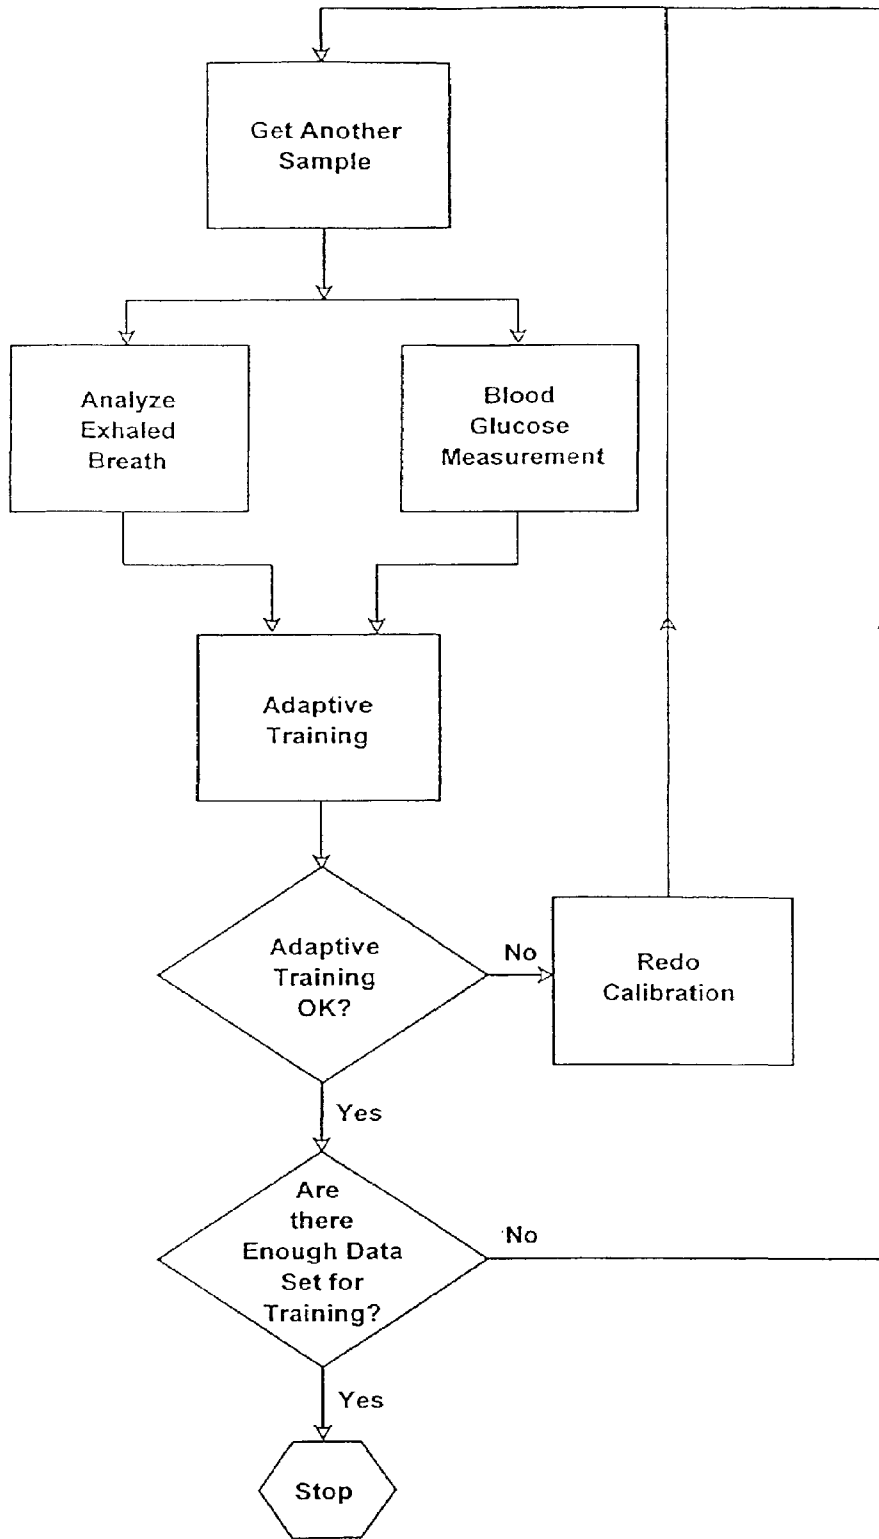 Get Another
Sample
Analyze
Exhaled
Breath
Blood
Glucose
Measurement
Adaptive
Training
Adaptive
Training
OK?
No
Redo
Calibration
Yes
Are
there
Enough Data
Set for
Training?
No
Yes
Stop